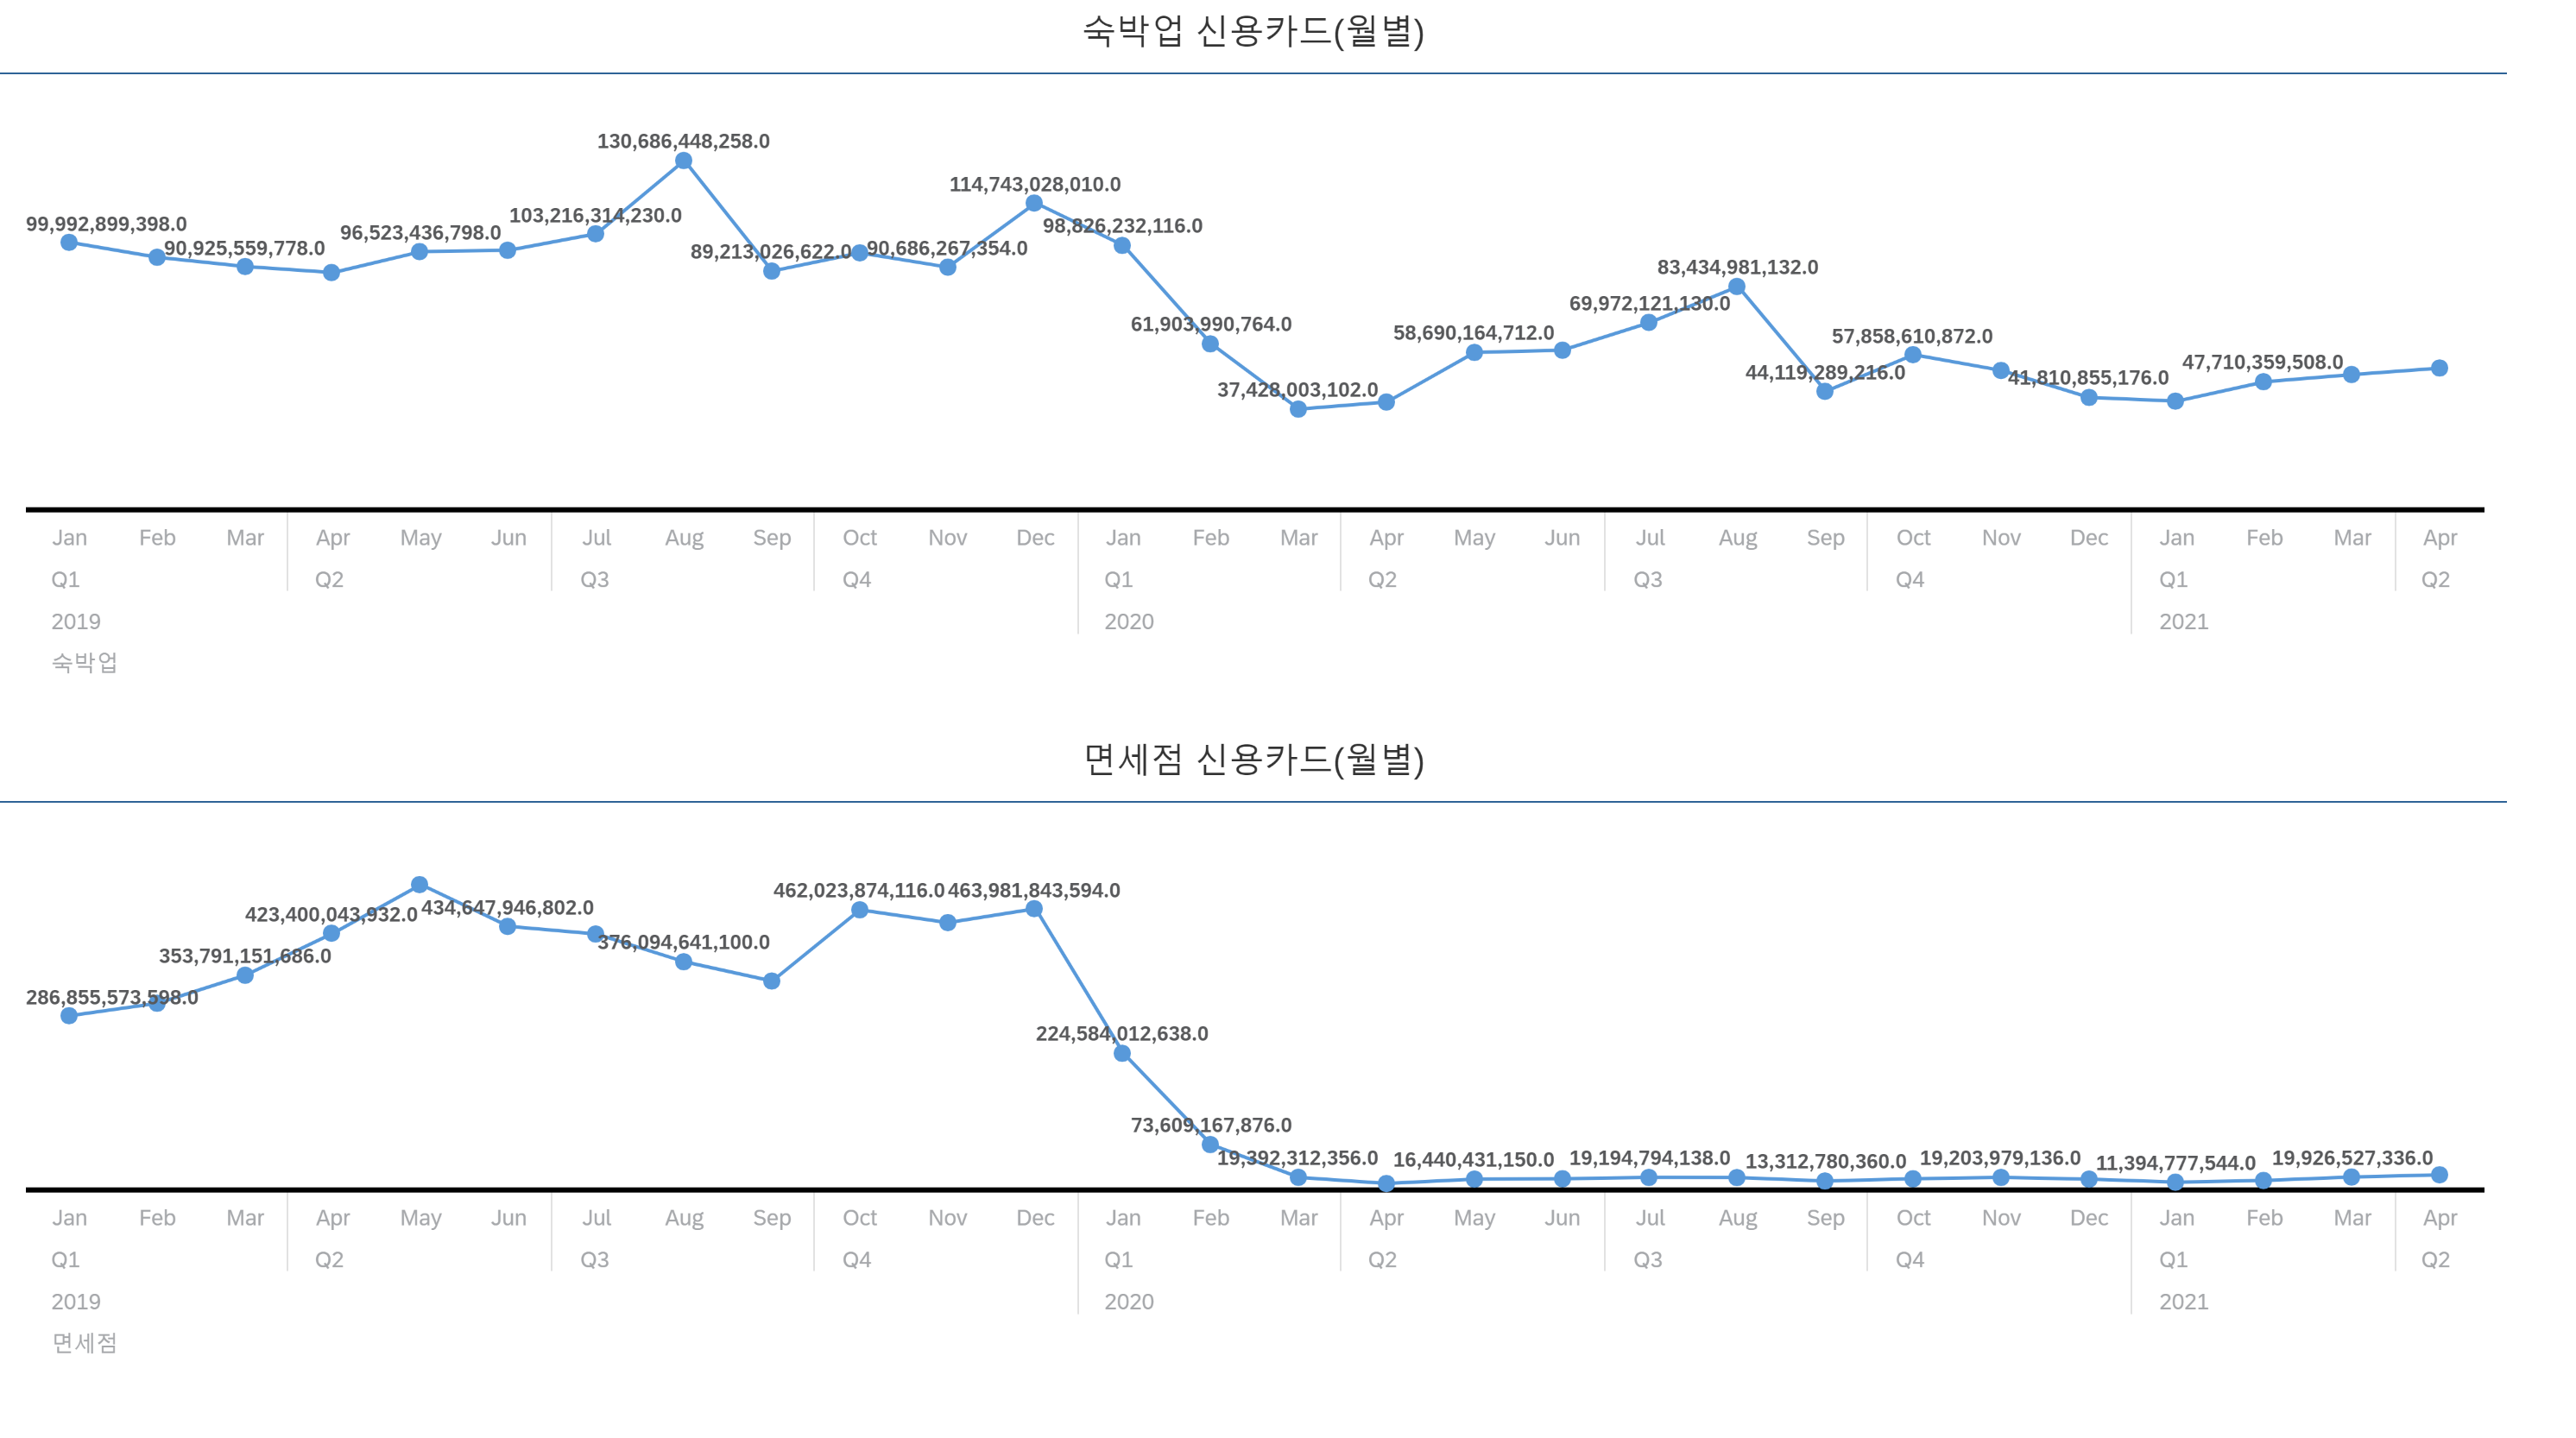 숙박업 신용카드(월별)
130,686,448,258.0
114,743,028,010.0
99,992,899,398.0 103,216,314,230.0 98,826,232,116.0
90,925,559,778.0 96,523,436,798.0 89,213,026,622.0 90,686,267,354.0
83,434,981,132.0
69,972,121,130.0
61,903,990,764.0 58,690,164,712.0 57,858,610,872.0
37,428,003,102.0 44,119,289,216.0 41,810,855,176.0 47,710,359,508.0
Jan Feb Mar Apr May Jun Jul Aug Sep Oct Nov Dec Jan Feb Mar Apr May Jun Jul Aug Sep Oct Nov Dec Jan Feb Mar Apr
Q1 Q2 Q3 Q4 Q1 Q2 Q3 Q4 Q1 Q2
2019 2020 2021
숙박업
면세점 신용카드(월별)
462,023,874,116.0 463,981,843,594.0
423,400,043,932.0 434,647,946,802.0
353,791,151,686.0 376,094,641,100.0
286,855,573,598.0
224,584,012,638.0
73,609,167,876.0
19,392,312,356.0 16,440,431,150.0 19,194,794,138.0 13,312,780,360.0 19,203,979,136.0 11,394,777,544.0 19,926,527,336.0
Jan Feb Mar Apr May Jun Jul Aug Sep Oct Nov Dec Jan Feb Mar Apr May Jun Jul Aug Sep Oct Nov Dec Jan Feb Mar Apr
Q1 Q2 Q3 Q4 Q1 Q2 Q3 Q4 Q1 Q2
2019 2020 2021
면세점